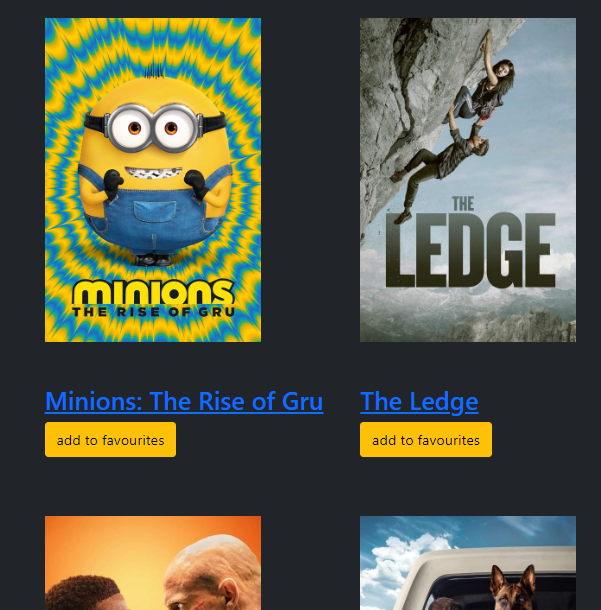 MINIONS
THE RISE OF GRU
THE
LEDGE
Minions: The Rise of Gru
The Ledge
add to favourites
add to favourites